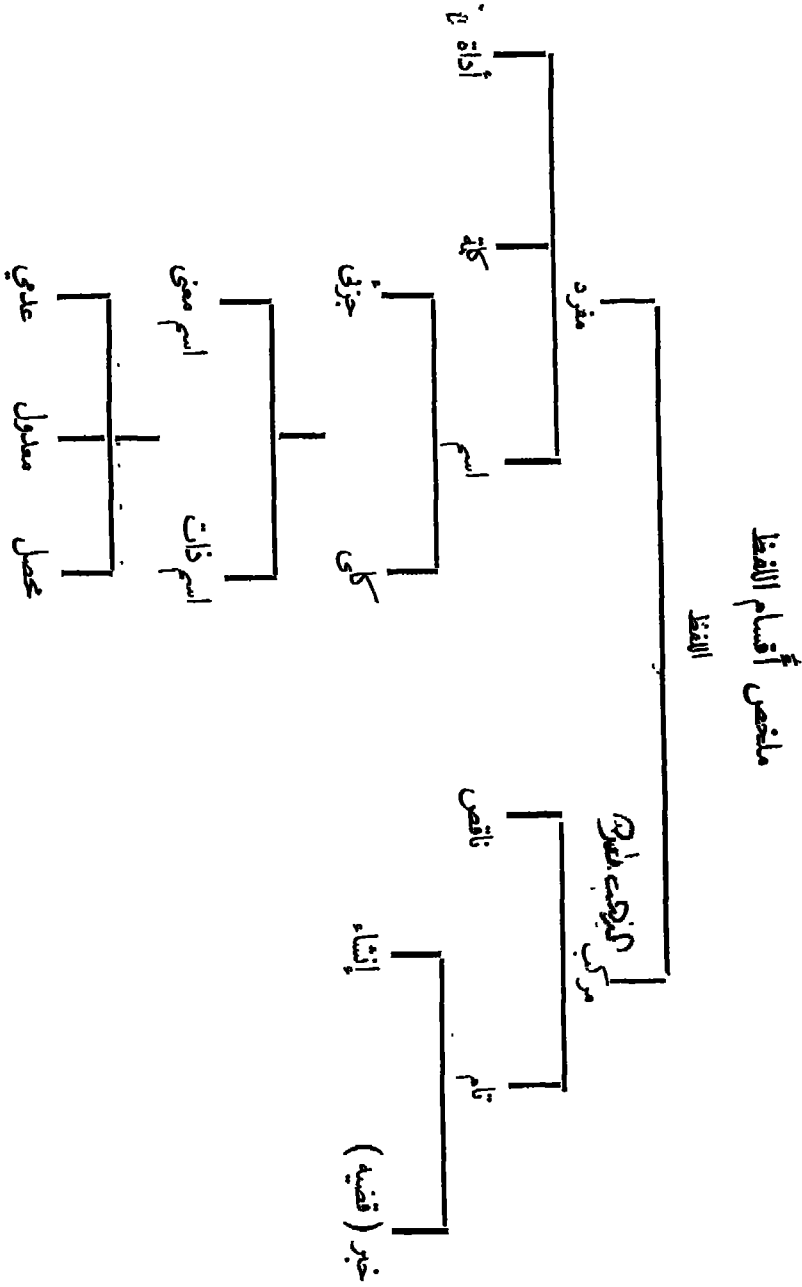 ملخص أقسام اللفظ
اللفظ
مركب
مفرد
تام
ناقص
اسم
كلمة
أداة
خبر (قضية)
إنشاء
كلي
جزئي
اسم ذات
اسم معنى
محصل
معدول
عدمي